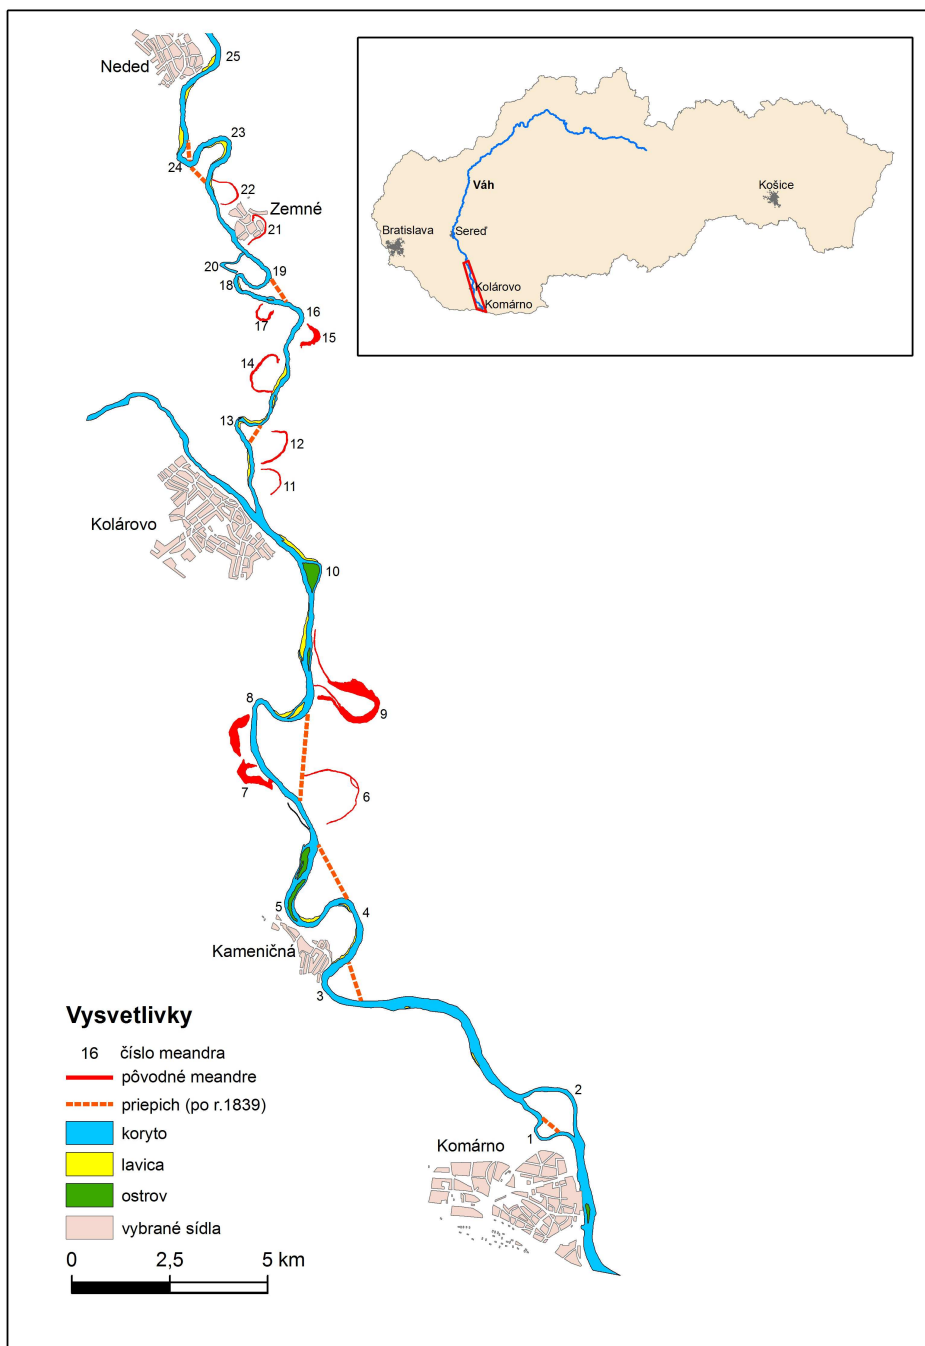 25
Neded
23
24
22
Zemné
21
20
19
18
16
17
15
14
13
12
11
Kolárovo
10
8
9
7
6
5
4
Kameničná
3
2
1
Komárno
Váh
Košice
Bratislava
Sereď
Kolárovo
Komárno
Vysvetlivky
16 číslo meandra
pôvodné meandre
priepich (po r.1839)
koryto
lavica
ostrov
vybrané sídla
0 2,5 5 km